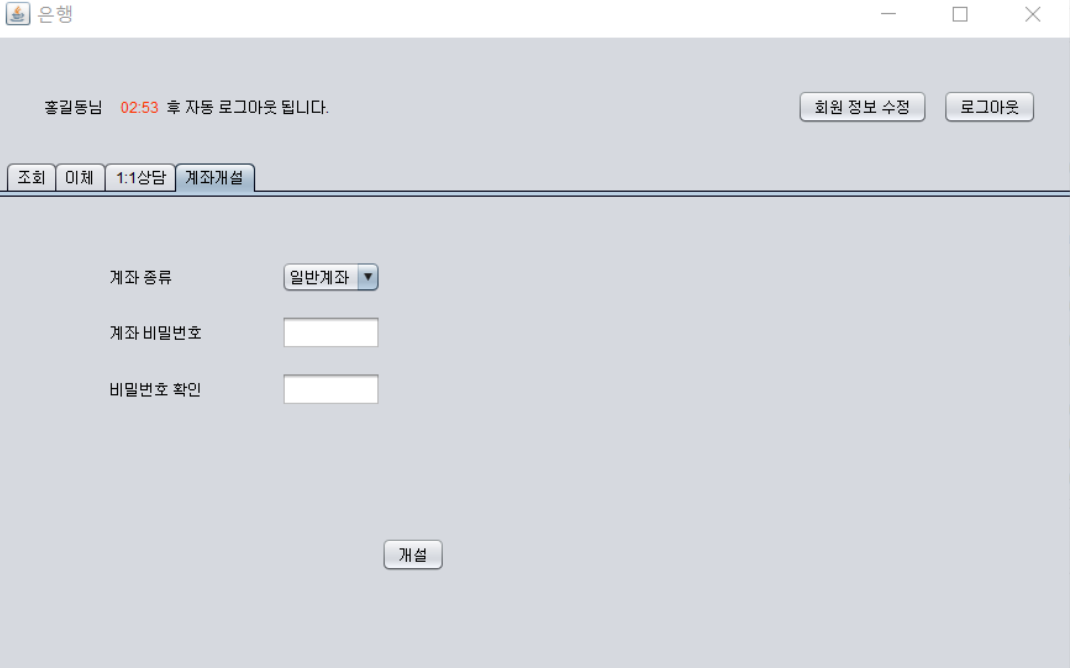 은행
홍길동님 02:53 후 자동 로그아웃 됩니다. 회원 정보 수정 로그아웃
조회 이체 1:1상담 계좌개설
계좌 종류 일반계좌
계좌 비밀번호
비밀번호 확인
개설